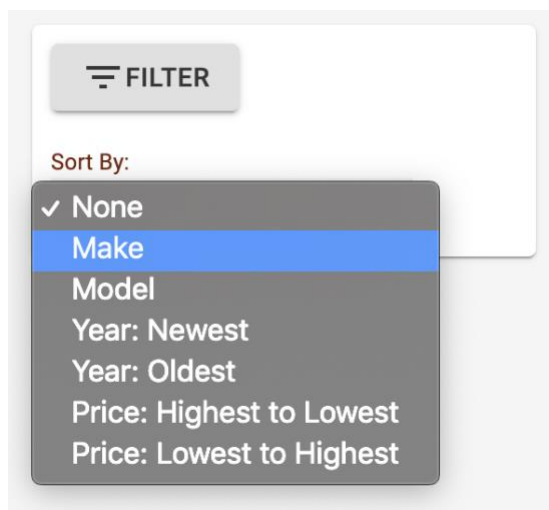 FILTER
Sort By:
✓ None
Make
Model
Year: Newest
Year: Oldest
Price: Highest to Lowest
Price: Lowest to Highest